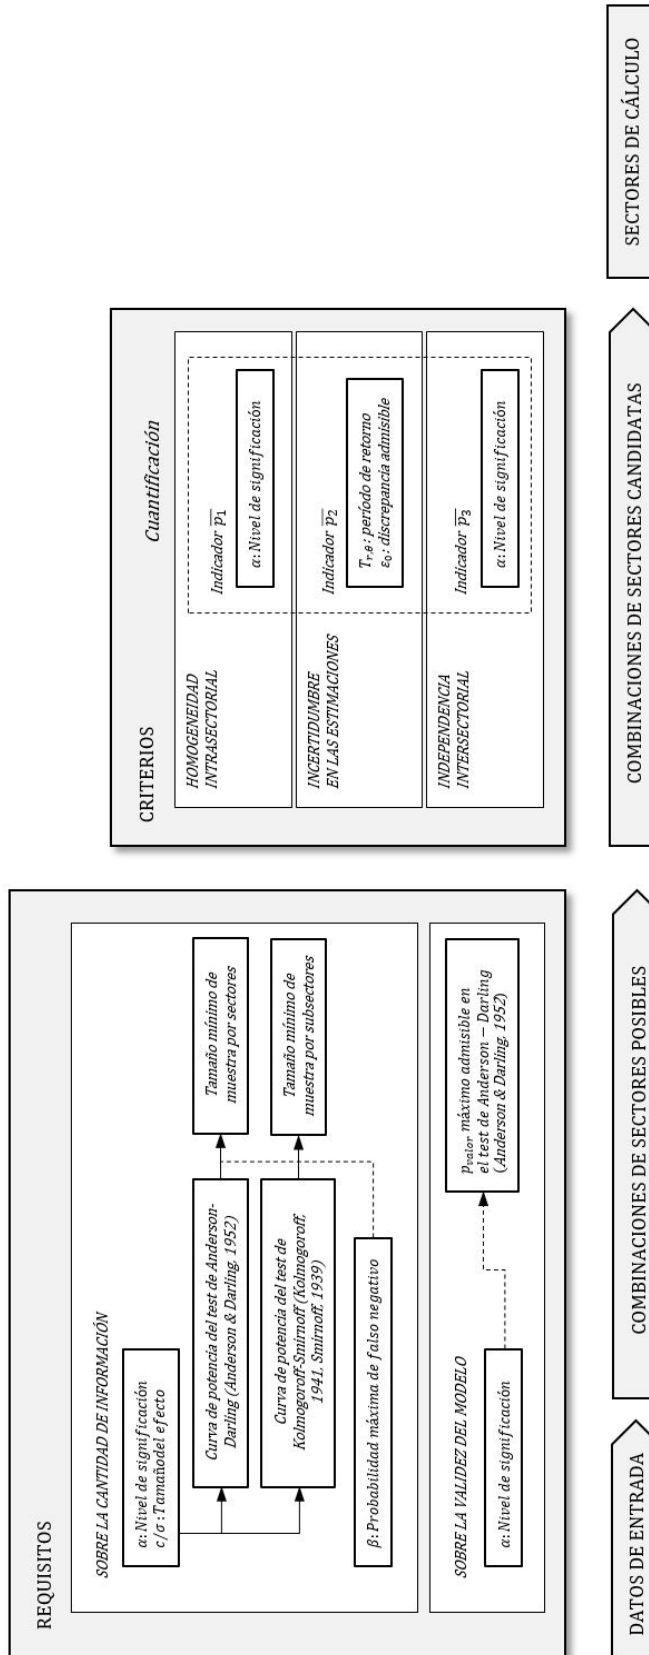 REQUISITOS
SOBRE LA CANTIDAD DE INFORMACIÓN
α: Nivel de significación
c/σ :Tamañodel efecto
Curva de potencia del test de Anderson-
Darling (Anderson & Darling, 1952)
Tamaño mínimo de
muestra por sectores
Curva de potencia del test de
Kolmogoroff-Smirnoff (Kolmogoroff,
1941, Smirnoff, 1939)
Tamaño mínimo de
muestra por subsectores
β: Probabilidad máxima de falso negativo
SOBRE LA VALIDEZ DEL MODELO
α: Nivel de significación
p_valor máximo admisible en
el test de Anderson − Darling
(Anderson & Darling, 1952)
CRITERIOS
Cuantificación
HOMOGENEIDAD
INTRASECTORIAL
Indicador p̅₁
α: Nivel de significación
INCERTIDUMBRE
EN LAS ESTIMACIONES
Indicador p̅₂
T_r,θ: período de retorno
ε₀: discrepancia admisible
INDEPENDENCIA
INTERSECTORIAL
Indicador p̅₃
α: Nivel de significación
DATOS DE ENTRADA
COMBINACIONES DE SECTORES POSIBLES
COMBINACIONES DE SECTORES CANDIDATAS
SECTORES DE CÁLCULO